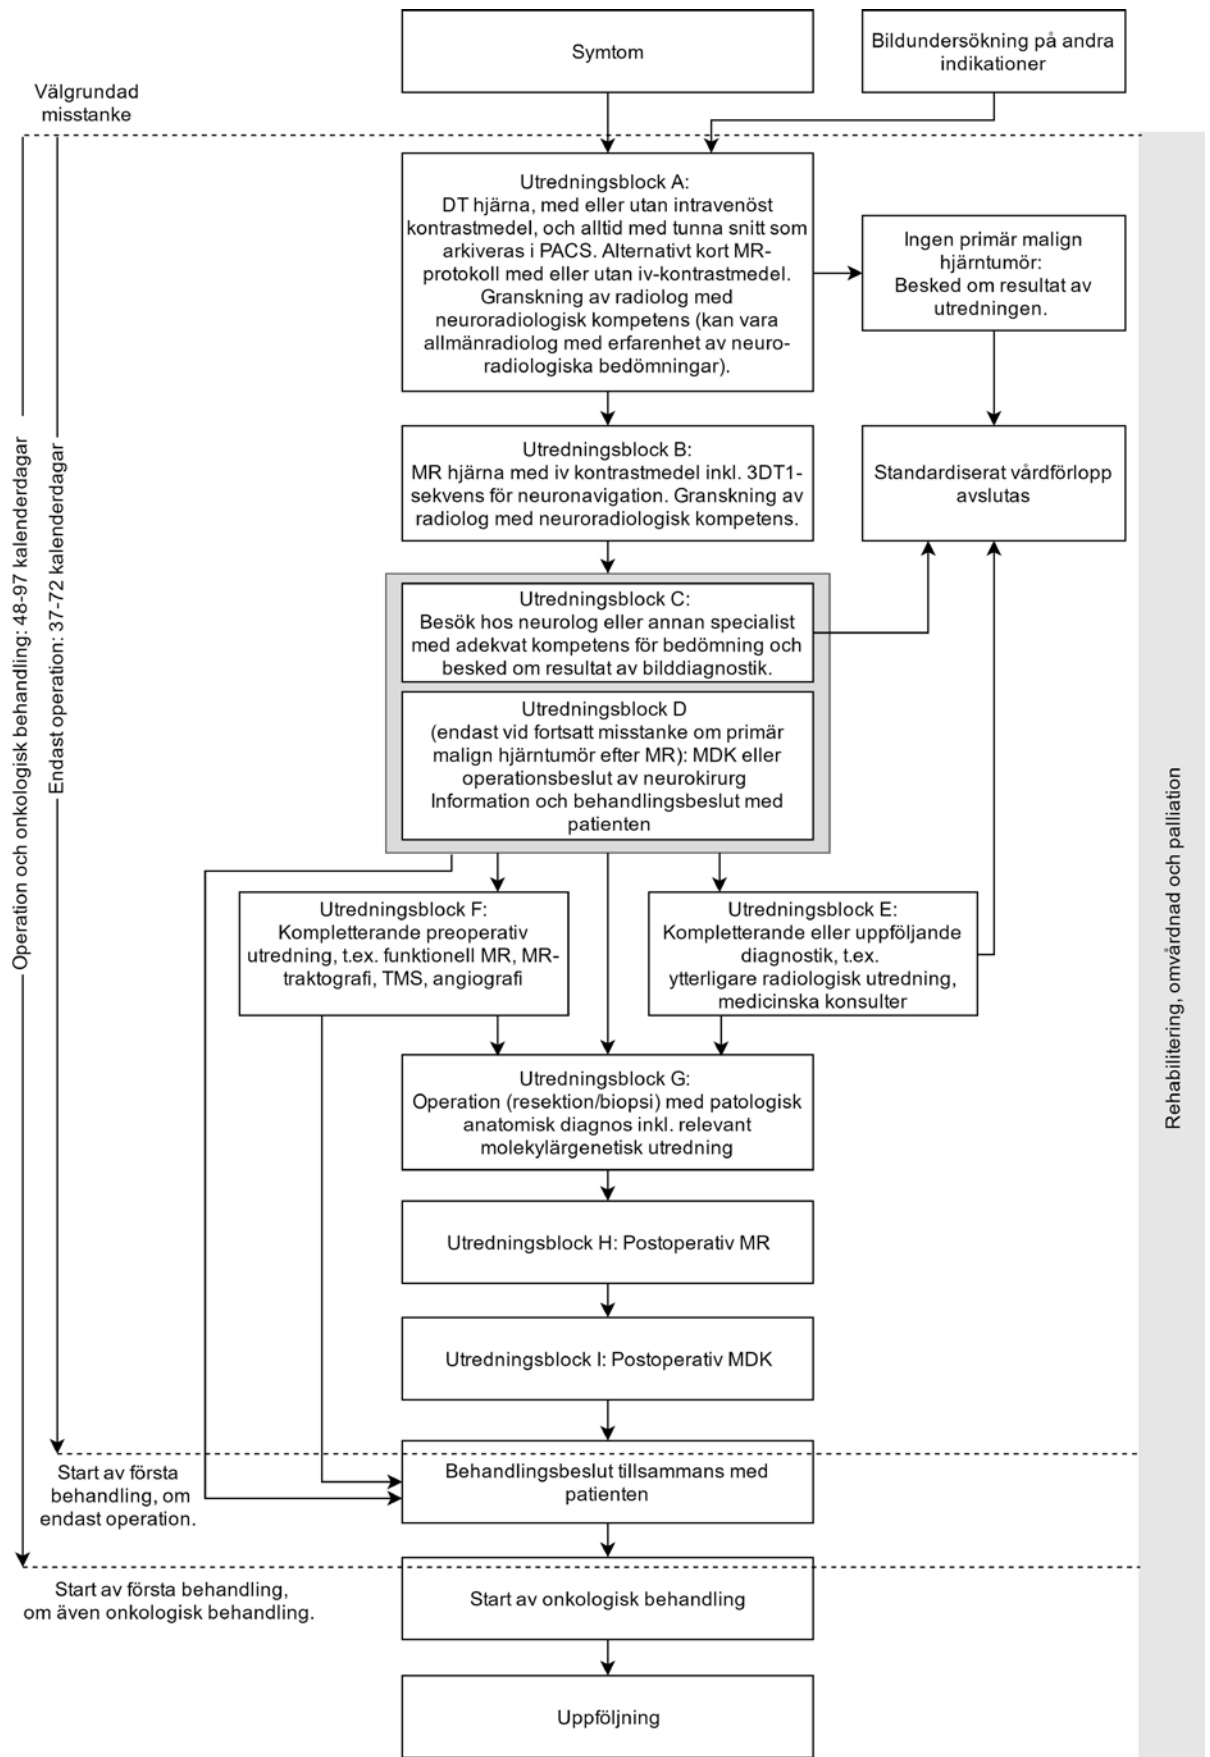 Symtom
Bildundersökning på andra
indikationer
Välgrundad
misstanke
Utredningsblock A:
DT hjärna, med eller utan intravenöst
kontrastmedel, och alltid med tunna snitt som
arkiveras i PACS. Alternativt kort MR-
protokoll med eller utan iv-kontrastmedel.
Granskning av radiolog med
neuroradiologisk kompetens (kan vara
allmänradiolog med erfarenhet av neuro-
radiologiska bedömningar).
Ingen primär malign
hjärntumör:
Besked om resultat av
utredningen.
Utredningsblock B:
MR hjärna med iv kontrastmedel inkl. 3DT1-
sekvens för neuronavigation. Granskning av
radiolog med neuroradiologisk kompetens.
Standardiserat vårdförlopp
avslutas
Operation och onkologisk behandling: 48-97 kalenderdagar
Endast operation: 37-72 kalenderdagar
Utredningsblock C:
Besök hos neurolog eller annan specialist
med adekvat kompetens för bedömning och
besked om resultat av bilddiagnostik.
Utredningsblock D
(endast vid fortsatt misstanke om primär
malign hjärntumör efter MR): MDK eller
operationsbeslut av neurokirurg
Information och behandlingsbeslut med
patienten
Rehabilitering, omvårdnad och palliation
Utredningsblock F:
Kompletterande preoperativ
utredning, t.ex. funktionell MR, MR-
traktografi, TMS, angiografi
Utredningsblock E:
Kompletterande eller uppföljande
diagnostik, t.ex.
ytterligare radiologisk utredning,
medicinska konsulter
Utredningsblock G:
Operation (resektion/biopsi) med patologisk
anatomisk diagnos inkl. relevant
molekylärgenetisk utredning
Utredningsblock H: Postoperativ MR
Utredningsblock I: Postoperativ MDK
Behandlingsbeslut tillsammans med
patienten
Start av första
behandling, om
endast operation.
Start av första behandling,
om även onkologisk behandling.
Start av onkologisk behandling
Uppföljning